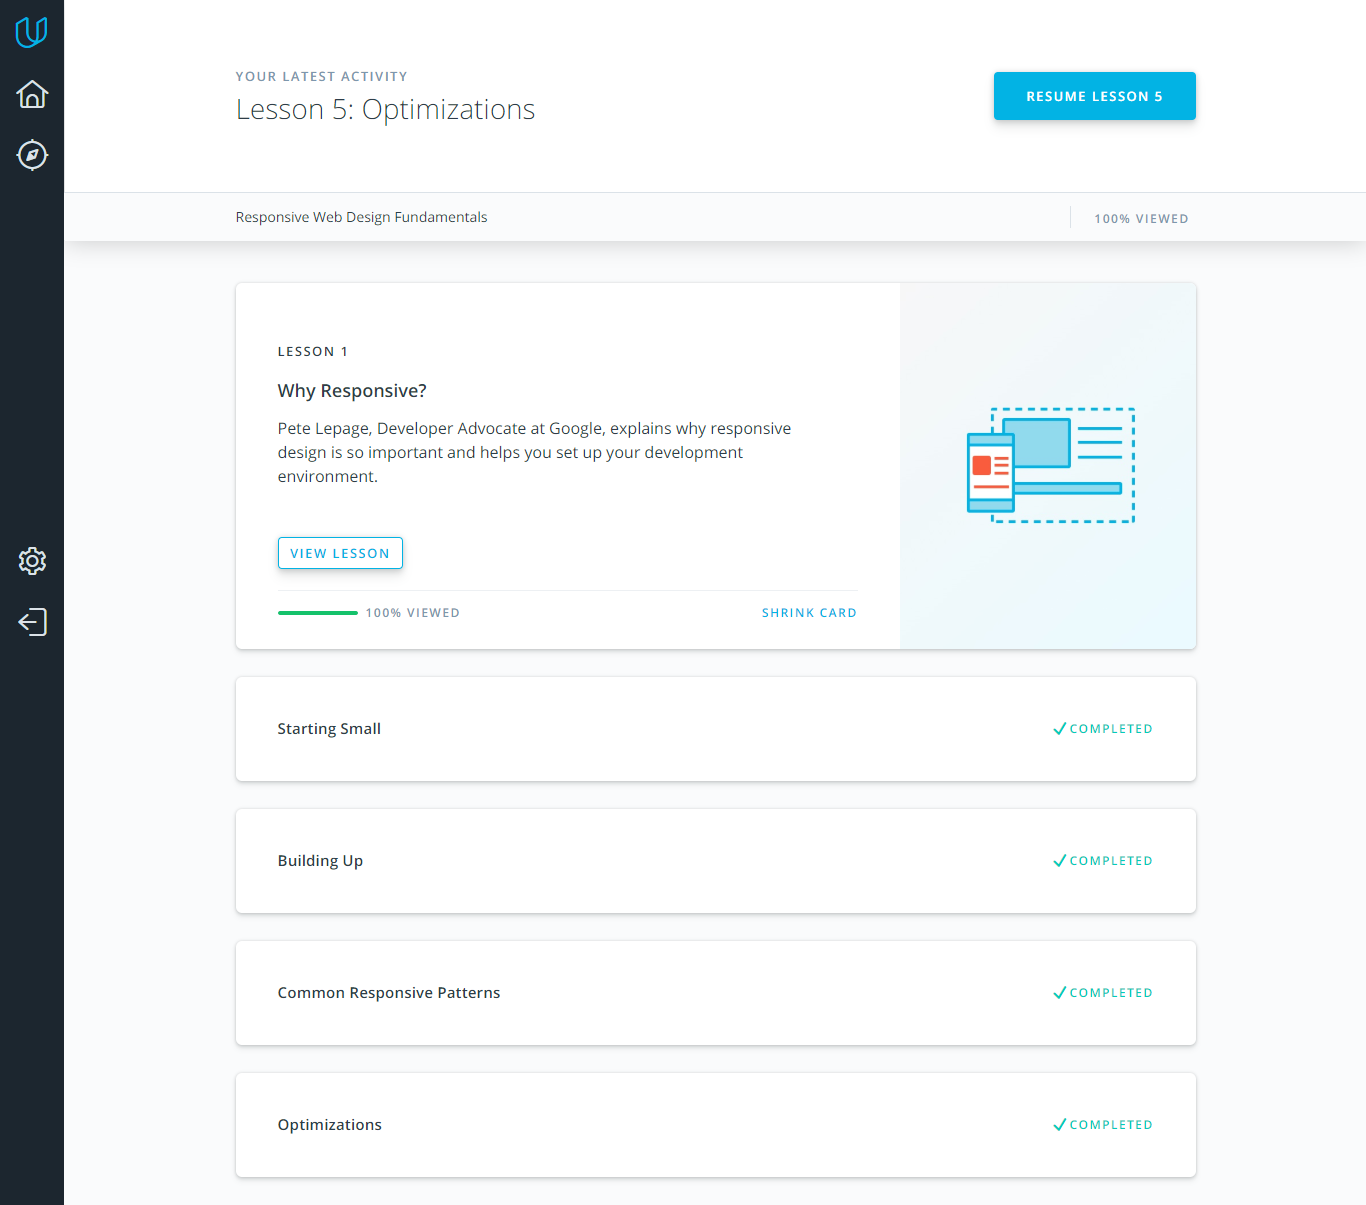 YOUR LATEST ACTIVITY
Lesson 5: Optimizations
RESUME LESSON 5
Responsive Web Design Fundamentals
100% VIEWED
LESSON 1
Why Responsive?
Pete Lepage, Developer Advocate at Google, explains why responsive
design is so important and helps you set up your development
environment.
VIEW LESSON
100% VIEWED
SHRINK CARD
Starting Small
COMPLETED
Building Up
COMPLETED
Common Responsive Patterns
COMPLETED
Optimizations
COMPLETED